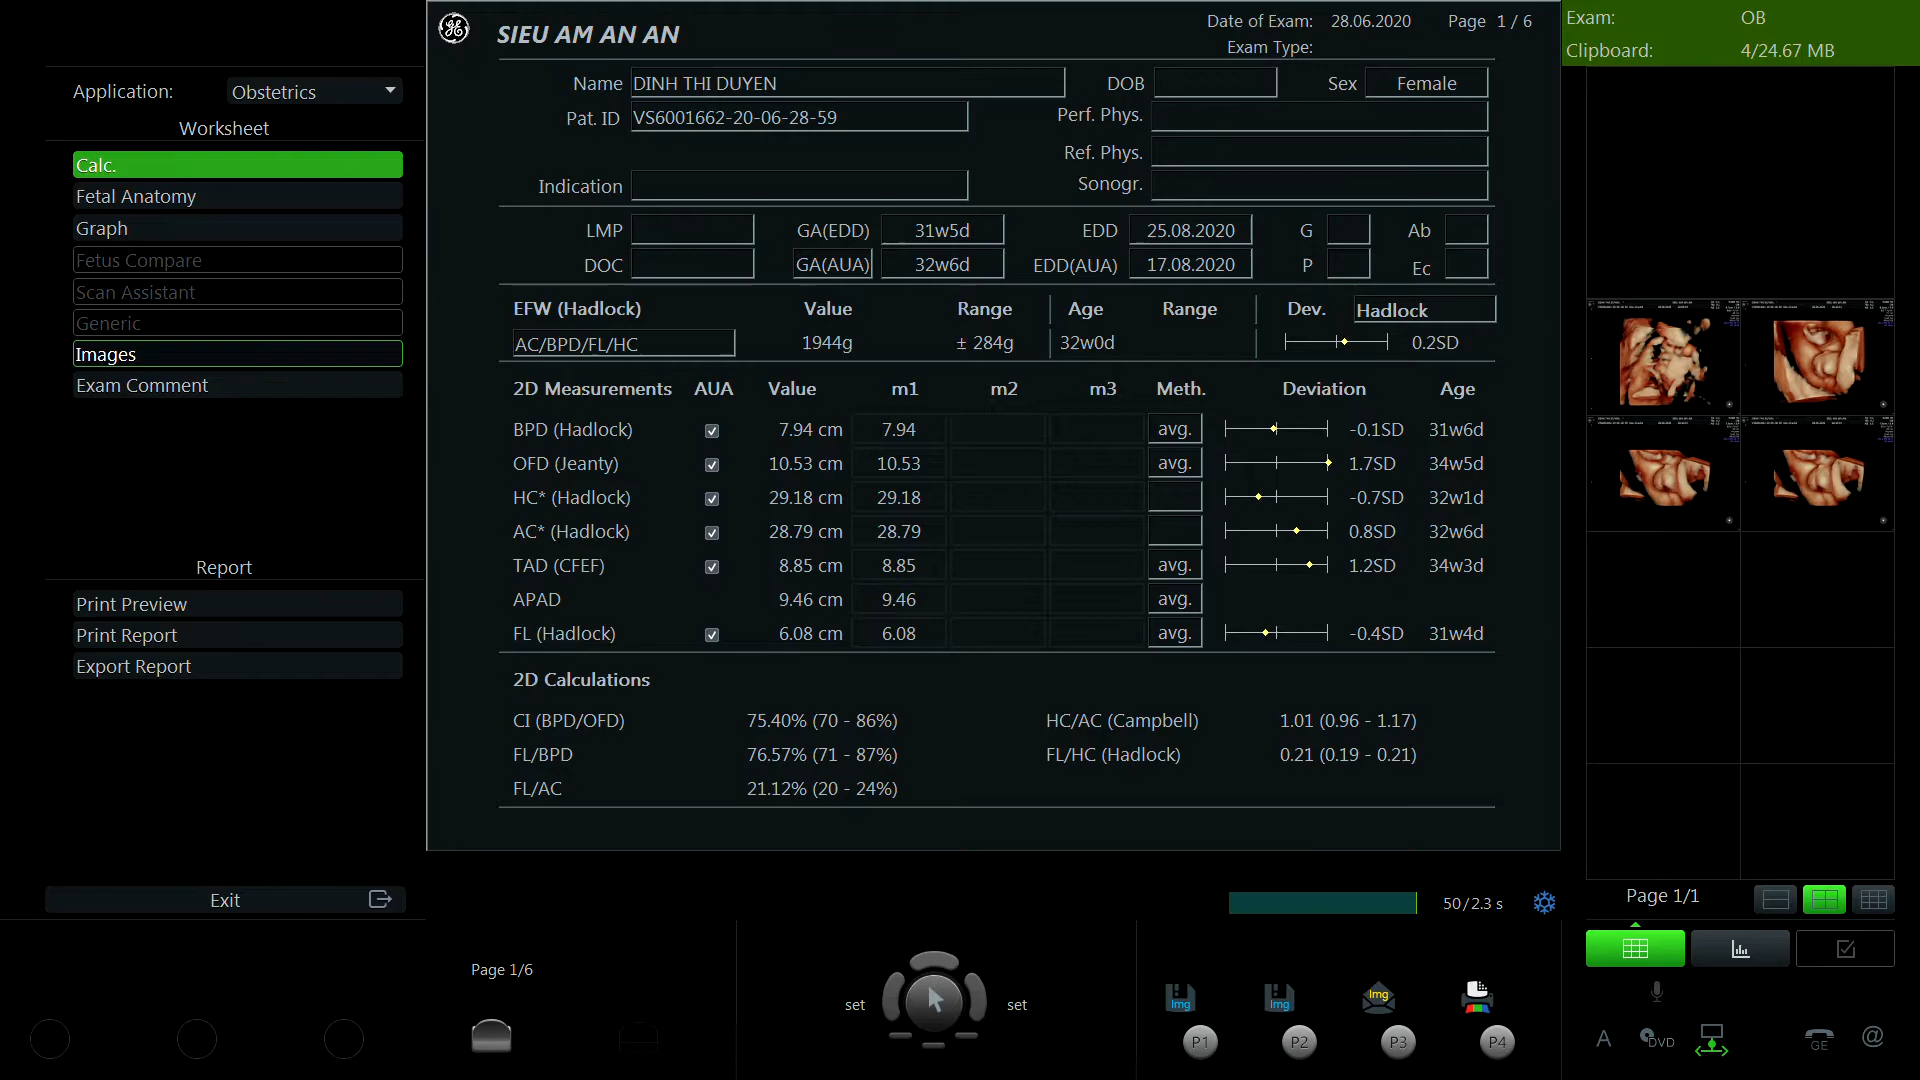 SIEU AM AN AN
Date of Exam: 28.06.2020 Page 1 / 6
Exam Type:
Exam: OB
Clipboard: 4/24.67 MB
Application: Obstetrics
Worksheet
Calc.
Fetal Anatomy
Graph
Fetus Compare
Scan Assistant
Generic
Images
Exam Comment
Report
Print Preview
Print Report
Export Report
Exit
Name DINH THI DUYEN DOB Sex Female
Pat. ID VS6001662-20-06-28-59 Perf. Phys.
Ref. Phys.
Indication Sonogr.
LMP GA(EDD) 31w5d EDD 25.08.2020 G Ab
DOC GA(AUA) 32w6d EDD(AUA) 17.08.2020 P Ec
EFW (Hadlock) Value Range Age Range Dev. Hadlock
AC/BPD/FL/HC 1944g ± 284g 32w0d 0.2SD
2D Measurements AUA Value m1 m2 m3 Meth. Deviation Age
BPD (Hadlock) 7.94 cm 7.94 avg. -0.1SD 31w6d
OFD (Jeanty) 10.53 cm 10.53 avg. 1.7SD 34w5d
HC* (Hadlock) 29.18 cm 29.18 -0.7SD 32w1d
AC* (Hadlock) 28.79 cm 28.79 0.8SD 32w6d
TAD (CFEF) 8.85 cm 8.85 avg. 1.2SD 34w3d
APAD 9.46 cm 9.46 avg.
FL (Hadlock) 6.08 cm 6.08 avg. -0.4SD 31w4d
2D Calculations
CI (BPD/OFD) 75.40% (70 - 86%) HC/AC (Campbell) 1.01 (0.96 - 1.17)
FL/BPD 76.57% (71 - 87%) FL/HC (Hadlock) 0.21 (0.19 - 0.21)
FL/AC 21.12% (20 - 24%)
50/2.3 s
Page 1/1
Page 1/6
set set
Img Img Img
P1 P2 P3 P4
A DVD GE @